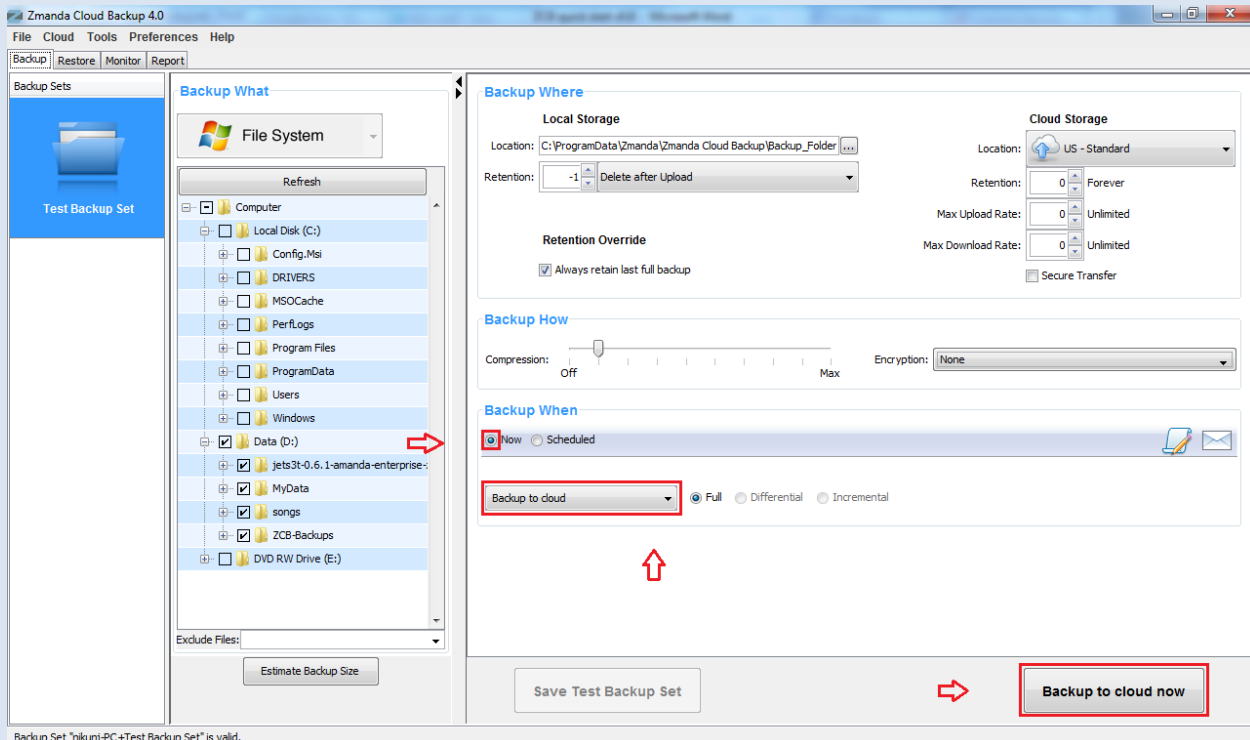 Zmanda Cloud Backup 4.0
File Cloud Tools Preferences Help
Backup Restore Monitor Report
Backup Sets
Test Backup Set
Backup What
File System
Refresh
Computer
Local Disk (C:)
Config.Msi
DRIVERS
MSOCache
PerfLogs
Program Files
ProgramData
Users
Windows
Data (D:)
jets3t-0.6.1-amanda-enterprise-
MyData
songs
ZCB-Backups
DVD RW Drive (E:)
Exclude Files:
Estimate Backup Size
Backup Where
Local Storage
Location: C:\ProgramData\Zmanda\Zmanda Cloud Backup\Backup_Folder ...
Retention: -1 Delete after Upload
Retention Override
Always retain last full backup
Cloud Storage
Location: US - Standard
Retention: 0 Forever
Max Upload Rate: 0 Unlimited
Max Download Rate: 0 Unlimited
Secure Transfer
Backup How
Compression: Off Max
Encryption: None
Backup When
Now Scheduled
Backup to cloud Full Differential Incremental
Save Test Backup Set
Backup to cloud now
Backup Set "nikunj-PC+Test Backup Set" is valid.